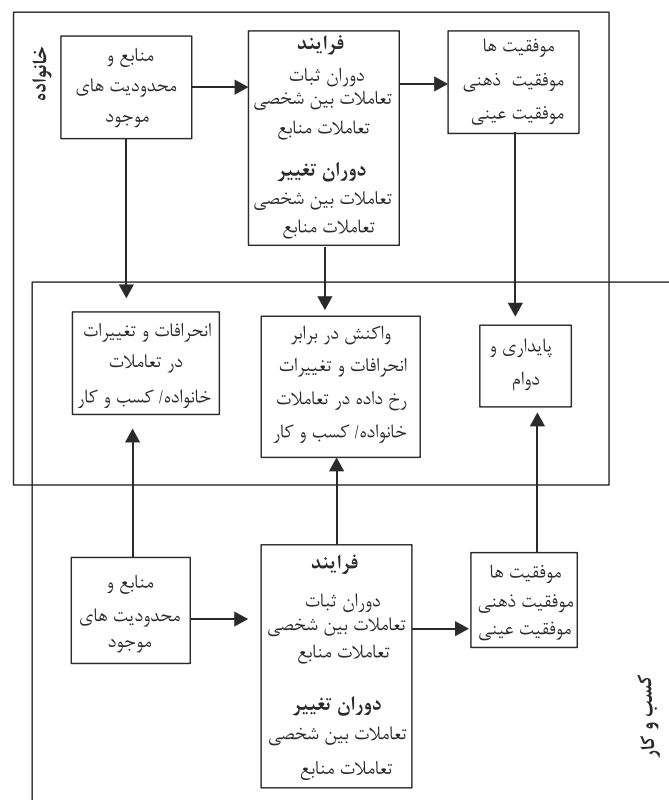 خانواده
منابع و
محدودیت های
موجود
فرایند
دوران ثبات
تعاملات بین شخصی
تعاملات منابع
دوران تغییر
تعاملات بین شخصی
تعاملات منابع
موفقیت ها
موفقیت ذهنی
موفقیت عینی
انحرافات و تغییرات
در تعاملات
خانواده/ کسب و کار
واکنش در برابر
انحرافات و تغییرات
رخ داده در تعاملات
خانواده/ کسب و کار
پایداری و
دوام
منابع و
محدودیت های
موجود
فرایند
دوران ثبات
تعاملات بین شخصی
تعاملات منابع
دوران تغییر
تعاملات بین شخصی
تعاملات منابع
موفقیت ها
موفقیت ذهنی
موفقیت عینی
کسب و کار